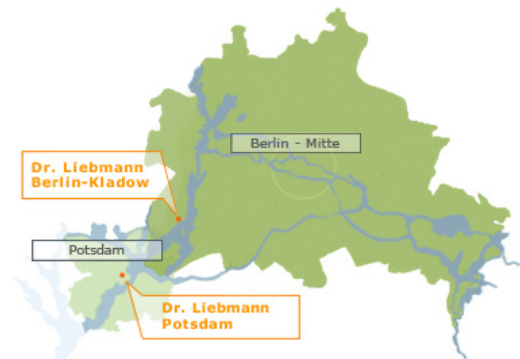 Berlin - Mitte
Dr. Liebmann
Berlin-Kladow
Potsdam
Dr. Liebmann
Potsdam